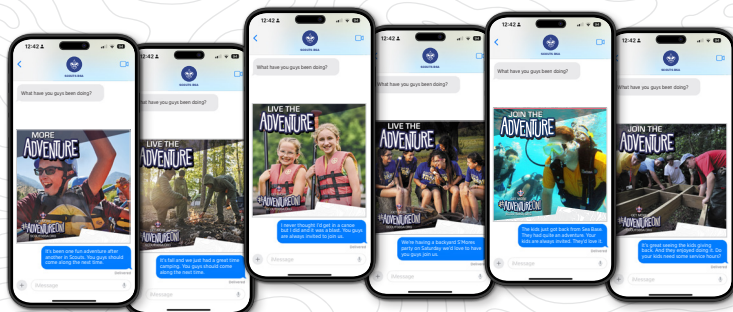 12:42
SCOUTS BSA
What have you guys been doing?
MORE
ADVENTURE
#ADVENTUREON!
It's been one fun adventure after
another in Scouts. You guys should
come along the next time.
Delivered
iMessage
12:42
SCOUTS BSA
What have you guys been doing?
LIVE THE
ADVENTURE
#ADVENTUREON!
It's fall and we just had a great time
camping. You guys should come
along the next time.
Delivered
iMessage
12:42
SCOUTS BSA
What have you guys been doing?
LIVE THE
ADVENTURE
#ADVENTUREON!
I never thought I'd get in a canoe
but I did and it was a blast. You guys
are always invited to join us.
Delivered
iMessage
12:42
SCOUTS BSA
What have you guys been doing?
LIVE THE
ADVENTURE
#ADVENTUREON!
We're having a backyard S'Mores
party on Saturday we'd love to have
you guys join us.
Delivered
iMessage
12:42
SCOUTS BSA
What have you guys been doing?
JOIN THE
ADVENTURE
#ADVENTUREON!
The kids just got back from Sea Base.
They had quite an adventure. Your
kids are always invited. They'd love it.
Delivered
iMessage
12:42
SCOUTS BSA
What have you guys been doing?
JOIN THE
ADVENTURE
#ADVENTUREON!
It's great seeing the kids giving
back. And they enjoyed doing it. Do
your kids need some service hours?
Delivered
iMessage